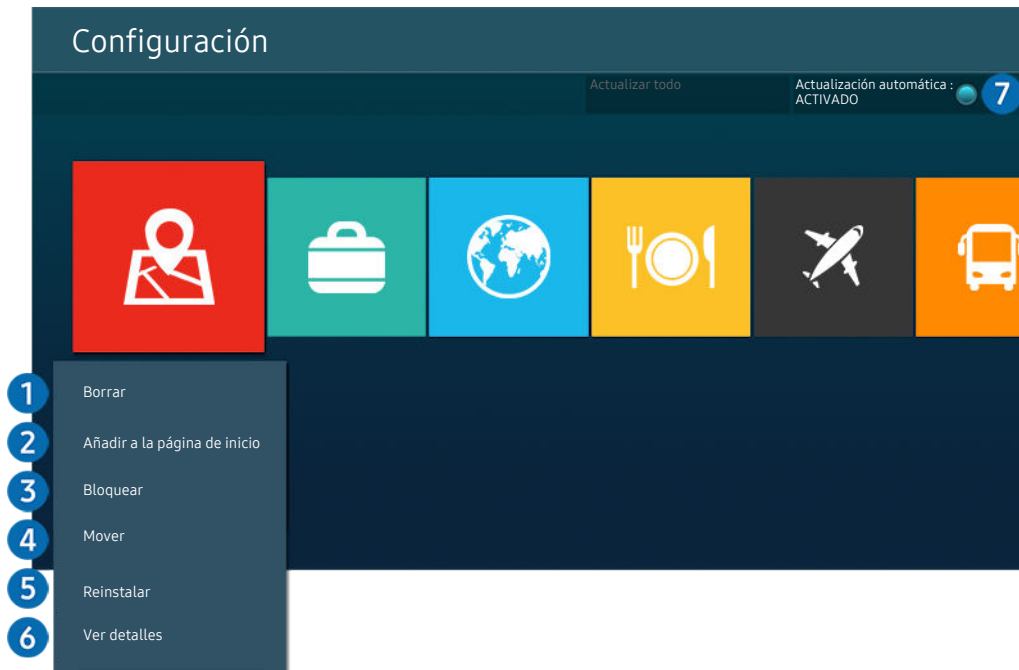 Configuración
Actualizar todo
Actualización automática :
ACTIVADO
7
1 Borrar
2 Añadir a la página de inicio
3 Bloquear
4 Mover
5 Reinstalar
6 Ver detalles